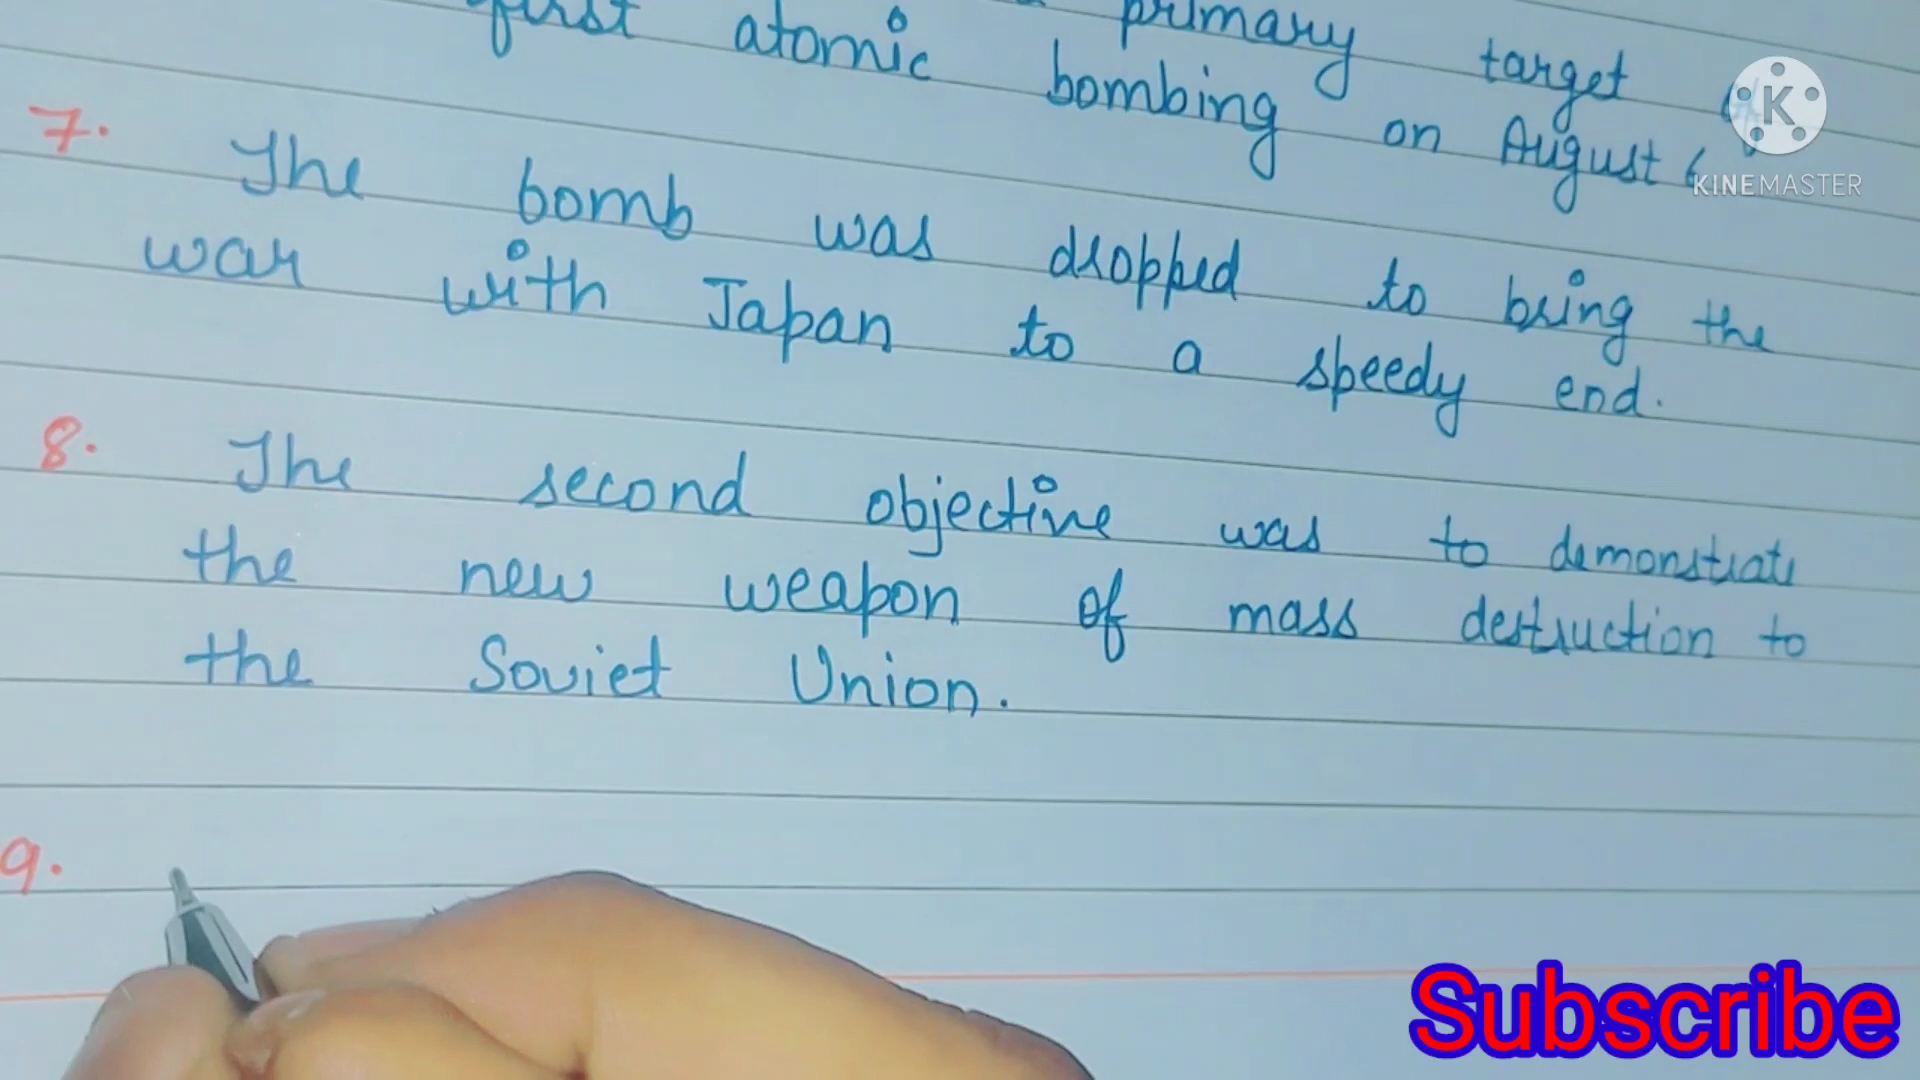 primary target of
first atomic bombing on August 6
7. The bomb was dropped to bring the
war with Japan to a speedy end.
8. The second objective was to demonstrate
the new weapon of mass destruction to
the Soviet Union.
9.
KINEMASTER
Subscribe